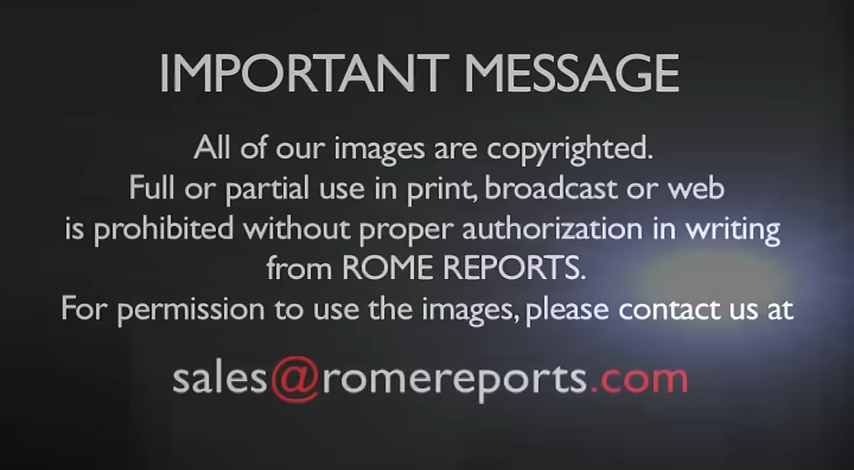 IMPORTANT MESSAGE
All of our images are copyrighted.
Full or partial use in print, broadcast or web
is prohibited without proper authorization in writing
from ROME REPORTS.
For permission to use the images, please contact us at
sales@romereports.com